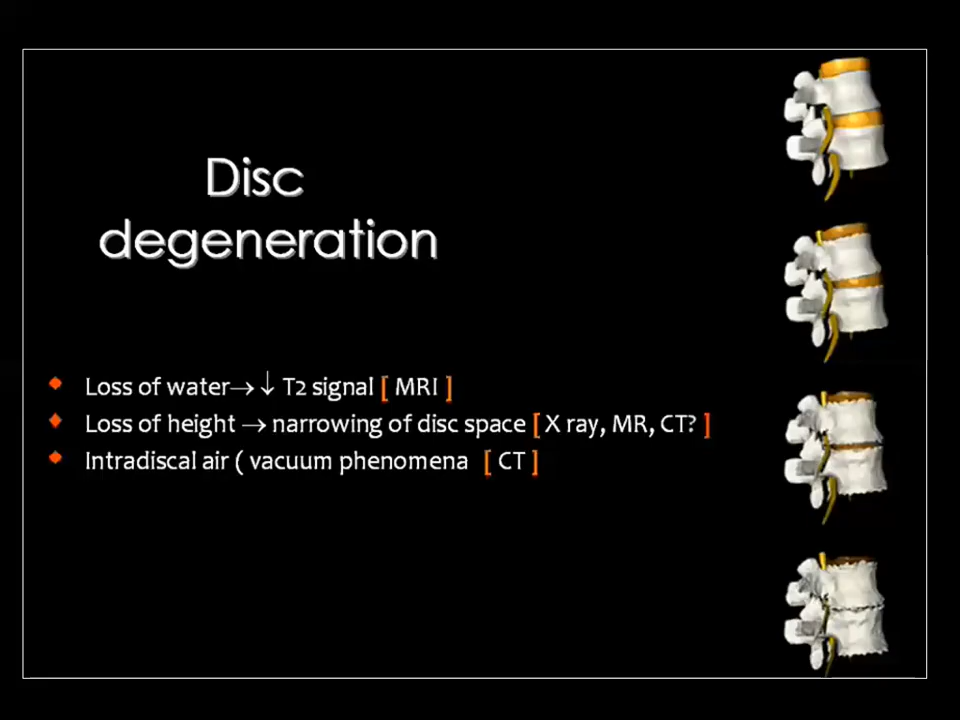 Disc
degeneration
Loss of water→ ↓ T2 signal [ MRI ]
Loss of height → narrowing of disc space [ X ray, MR, CT? ]
Intradiscal air ( vacuum phenomena [ CT ]